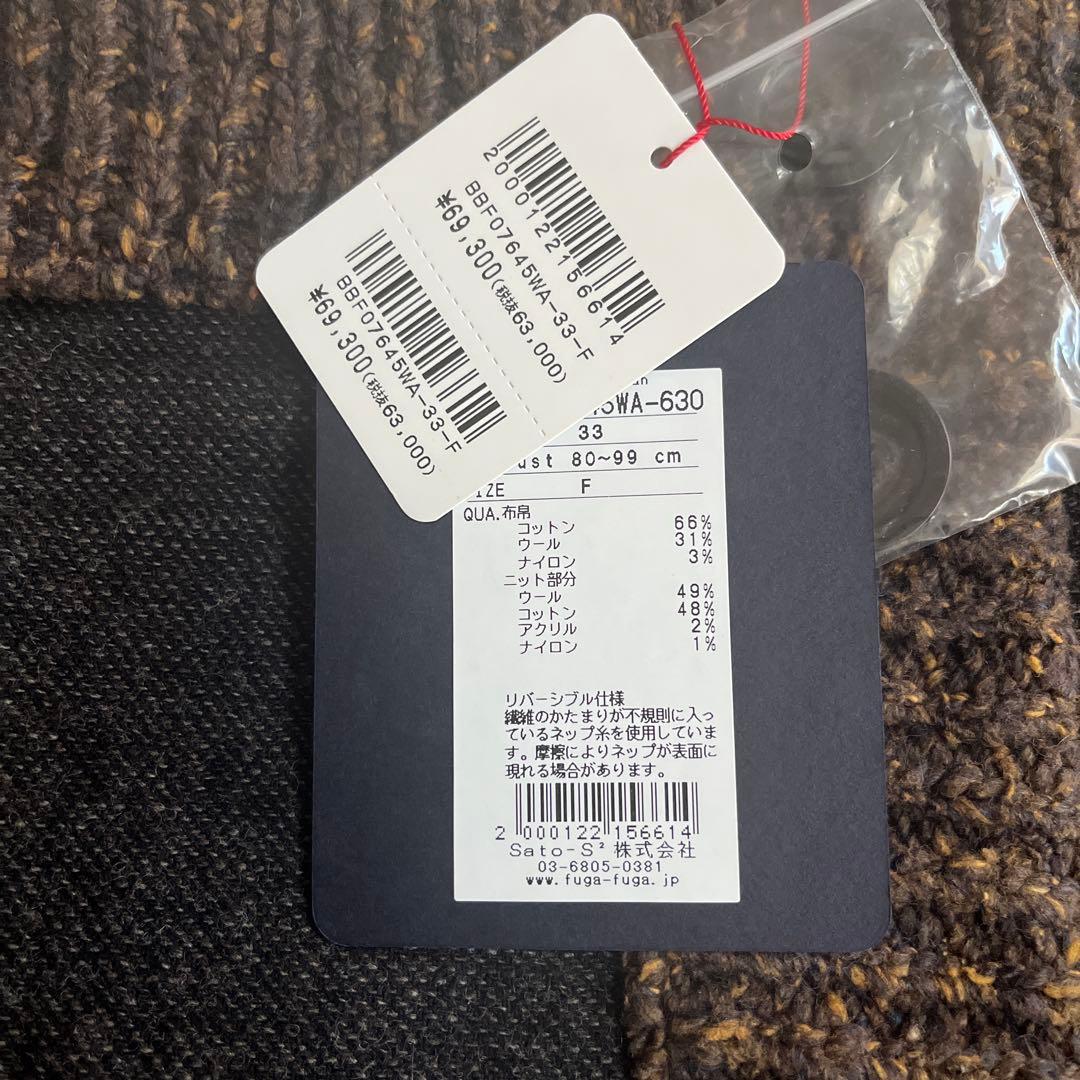 2000122156614
BBF07645WA-33-F
¥69,300(税抜63,000)
BBF07645WA-33-F
¥69,300(税抜63,000)
an
45WA-630
33
ust 80~99 cm
IZE F
QUA.布帛
コットン 66%
ウール 31%
ナイロン 3%
ニット部分
ウール 49%
コットン 48%
アクリル 2%
ナイロン 1%
リバーシブル仕様
繊維のかたまりが不規則に入っ
ているネップ糸を使用していま
す。摩擦によりネップが表面に
現れる場合があります。
2 000122 156614
Sato-S²株式会社
03-6805-0381
www.fuga-fuga.jp